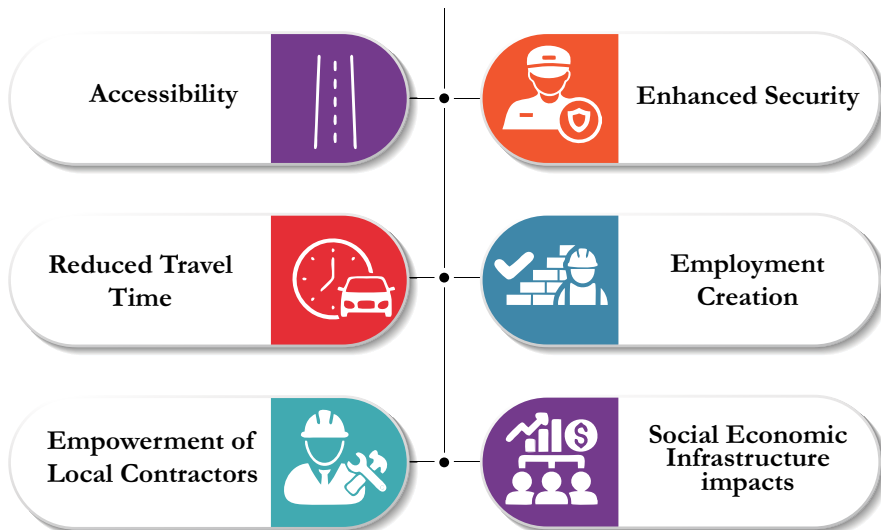 Accessibility
Enhanced Security
Reduced Travel
Time
Employment
Creation
Empowerment of
Local Contractors
Social Economic
Infrastructure
impacts